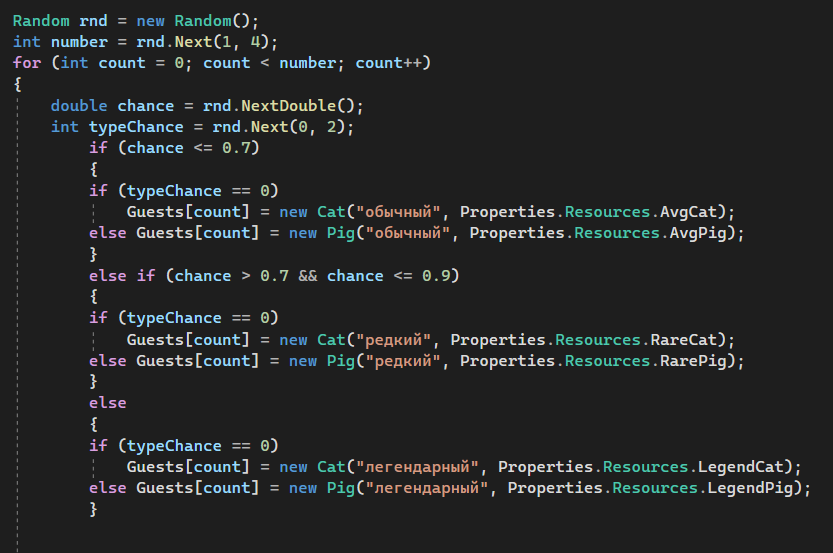 Random rnd = new Random();
int number = rnd.Next(1, 4);
for (int count = 0; count < number; count++)
{
    double chance = rnd.NextDouble();
    int typeChance = rnd.Next(0, 2);
        if (chance <= 0.7)
        {
        if (typeChance == 0)
            Guests[count] = new Cat("обычный", Properties.Resources.AvgCat);
        else Guests[count] = new Pig("обычный", Properties.Resources.AvgPig);
        }
        else if (chance > 0.7 && chance <= 0.9)
        {
        if (typeChance == 0)
            Guests[count] = new Cat("редкий", Properties.Resources.RareCat);
        else Guests[count] = new Pig("редкий", Properties.Resources.RarePig);
        }
        else
        {
        if (typeChance == 0)
            Guests[count] = new Cat("легендарный", Properties.Resources.LegendCat);
        else Guests[count] = new Pig("легендарный", Properties.Resources.LegendPig);
        }